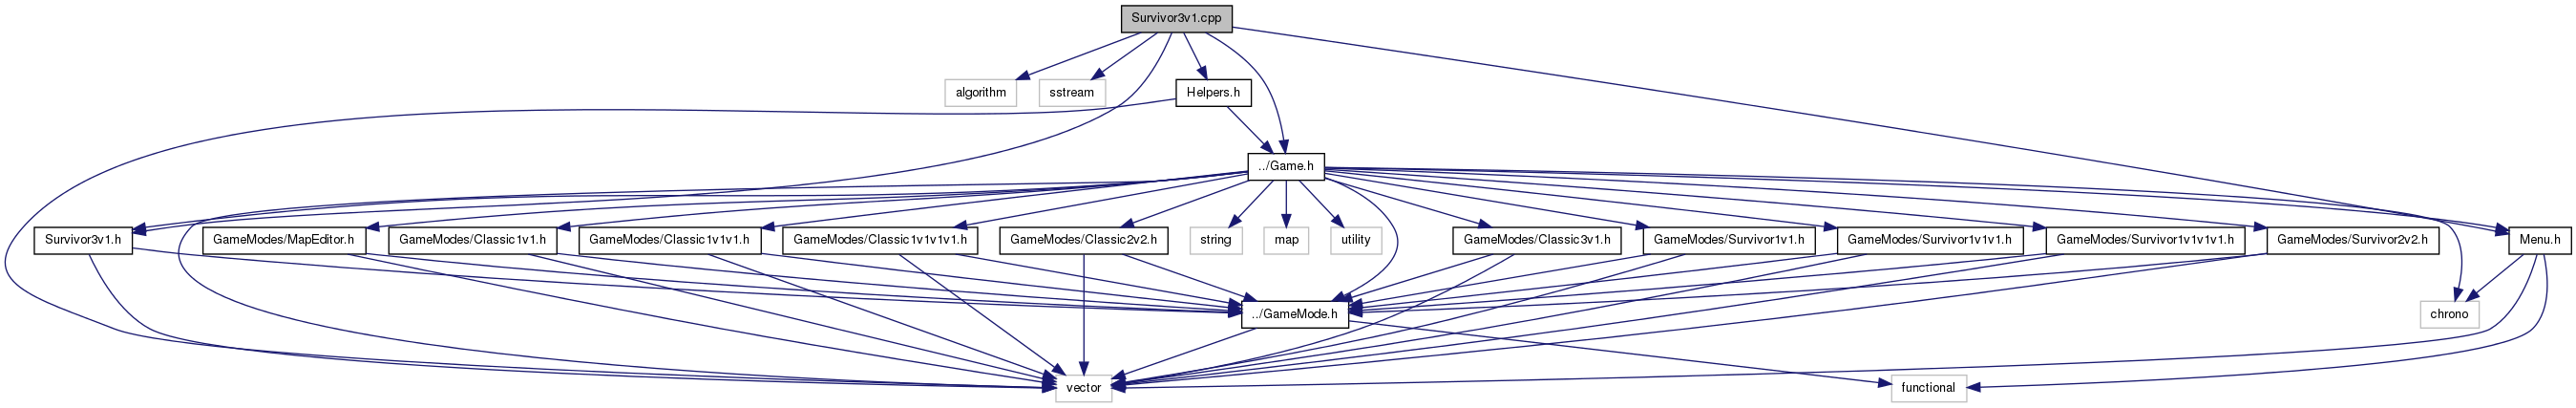 Survivor3v1.cpp
algorithm
sstream
Helpers.h
../Game.h
Survivor3v1.h
GameModes/MapEditor.h
GameModes/Classic1v1.h
GameModes/Classic1v1v1.h
GameModes/Classic1v1v1v1.h
GameModes/Classic2v2.h
string
map
utility
GameModes/Classic3v1.h
GameModes/Survivor1v1.h
GameModes/Survivor1v1v1.h
GameModes/Survivor1v1v1v1.h
GameModes/Survivor2v2.h
Menu.h
../GameMode.h
chrono
vector
functional